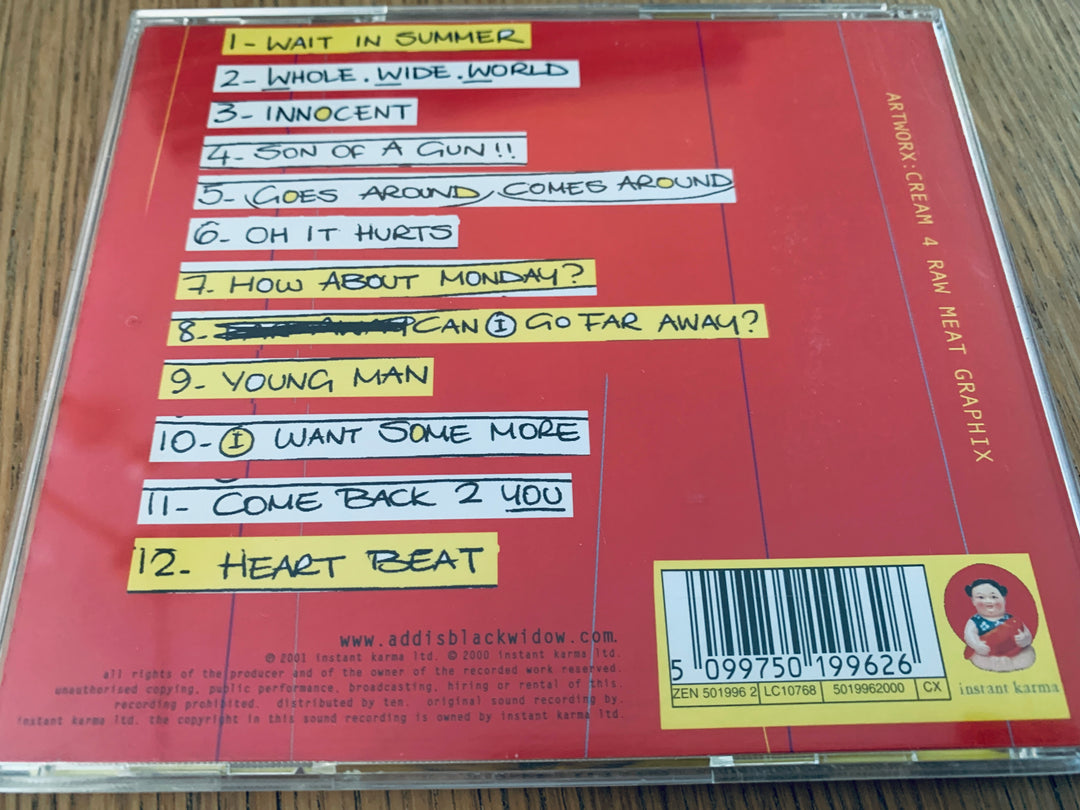 1- WAIT IN SUMMER
2- WHOLE.WIDE.WORLD
3- INNOCENT
4- SON OF A GUN!!
5- GOES AROUND, COMES AROUND
6- OH IT HURTS
7- HOW ABOUT MONDAY?
8- CAN I GO FAR AWAY?
9- YOUNG MAN
10- I WANT SOME MORE
11- COME BACK 2 YOU
12- HEART BEAT
ARTWORX:CREAM 4 RAW MEAT GRAPHIX
www.addisblackwidow.com.
℗ 2001 instant karma ltd. © 2000 instant karma ltd.
all rights of the producer and of the owner of the recorded work reserved.
unauthorised copying, public performance, broadcasting, hiring or rental of this.
recording prohibited. distributed by ten. original sound recording by.
instant karma ltd. the copyright in this sound recording is owned by instant karma ltd.
5 099750 199626
ZEN 501996 2 LC10768 5019962000 CX
instant karma